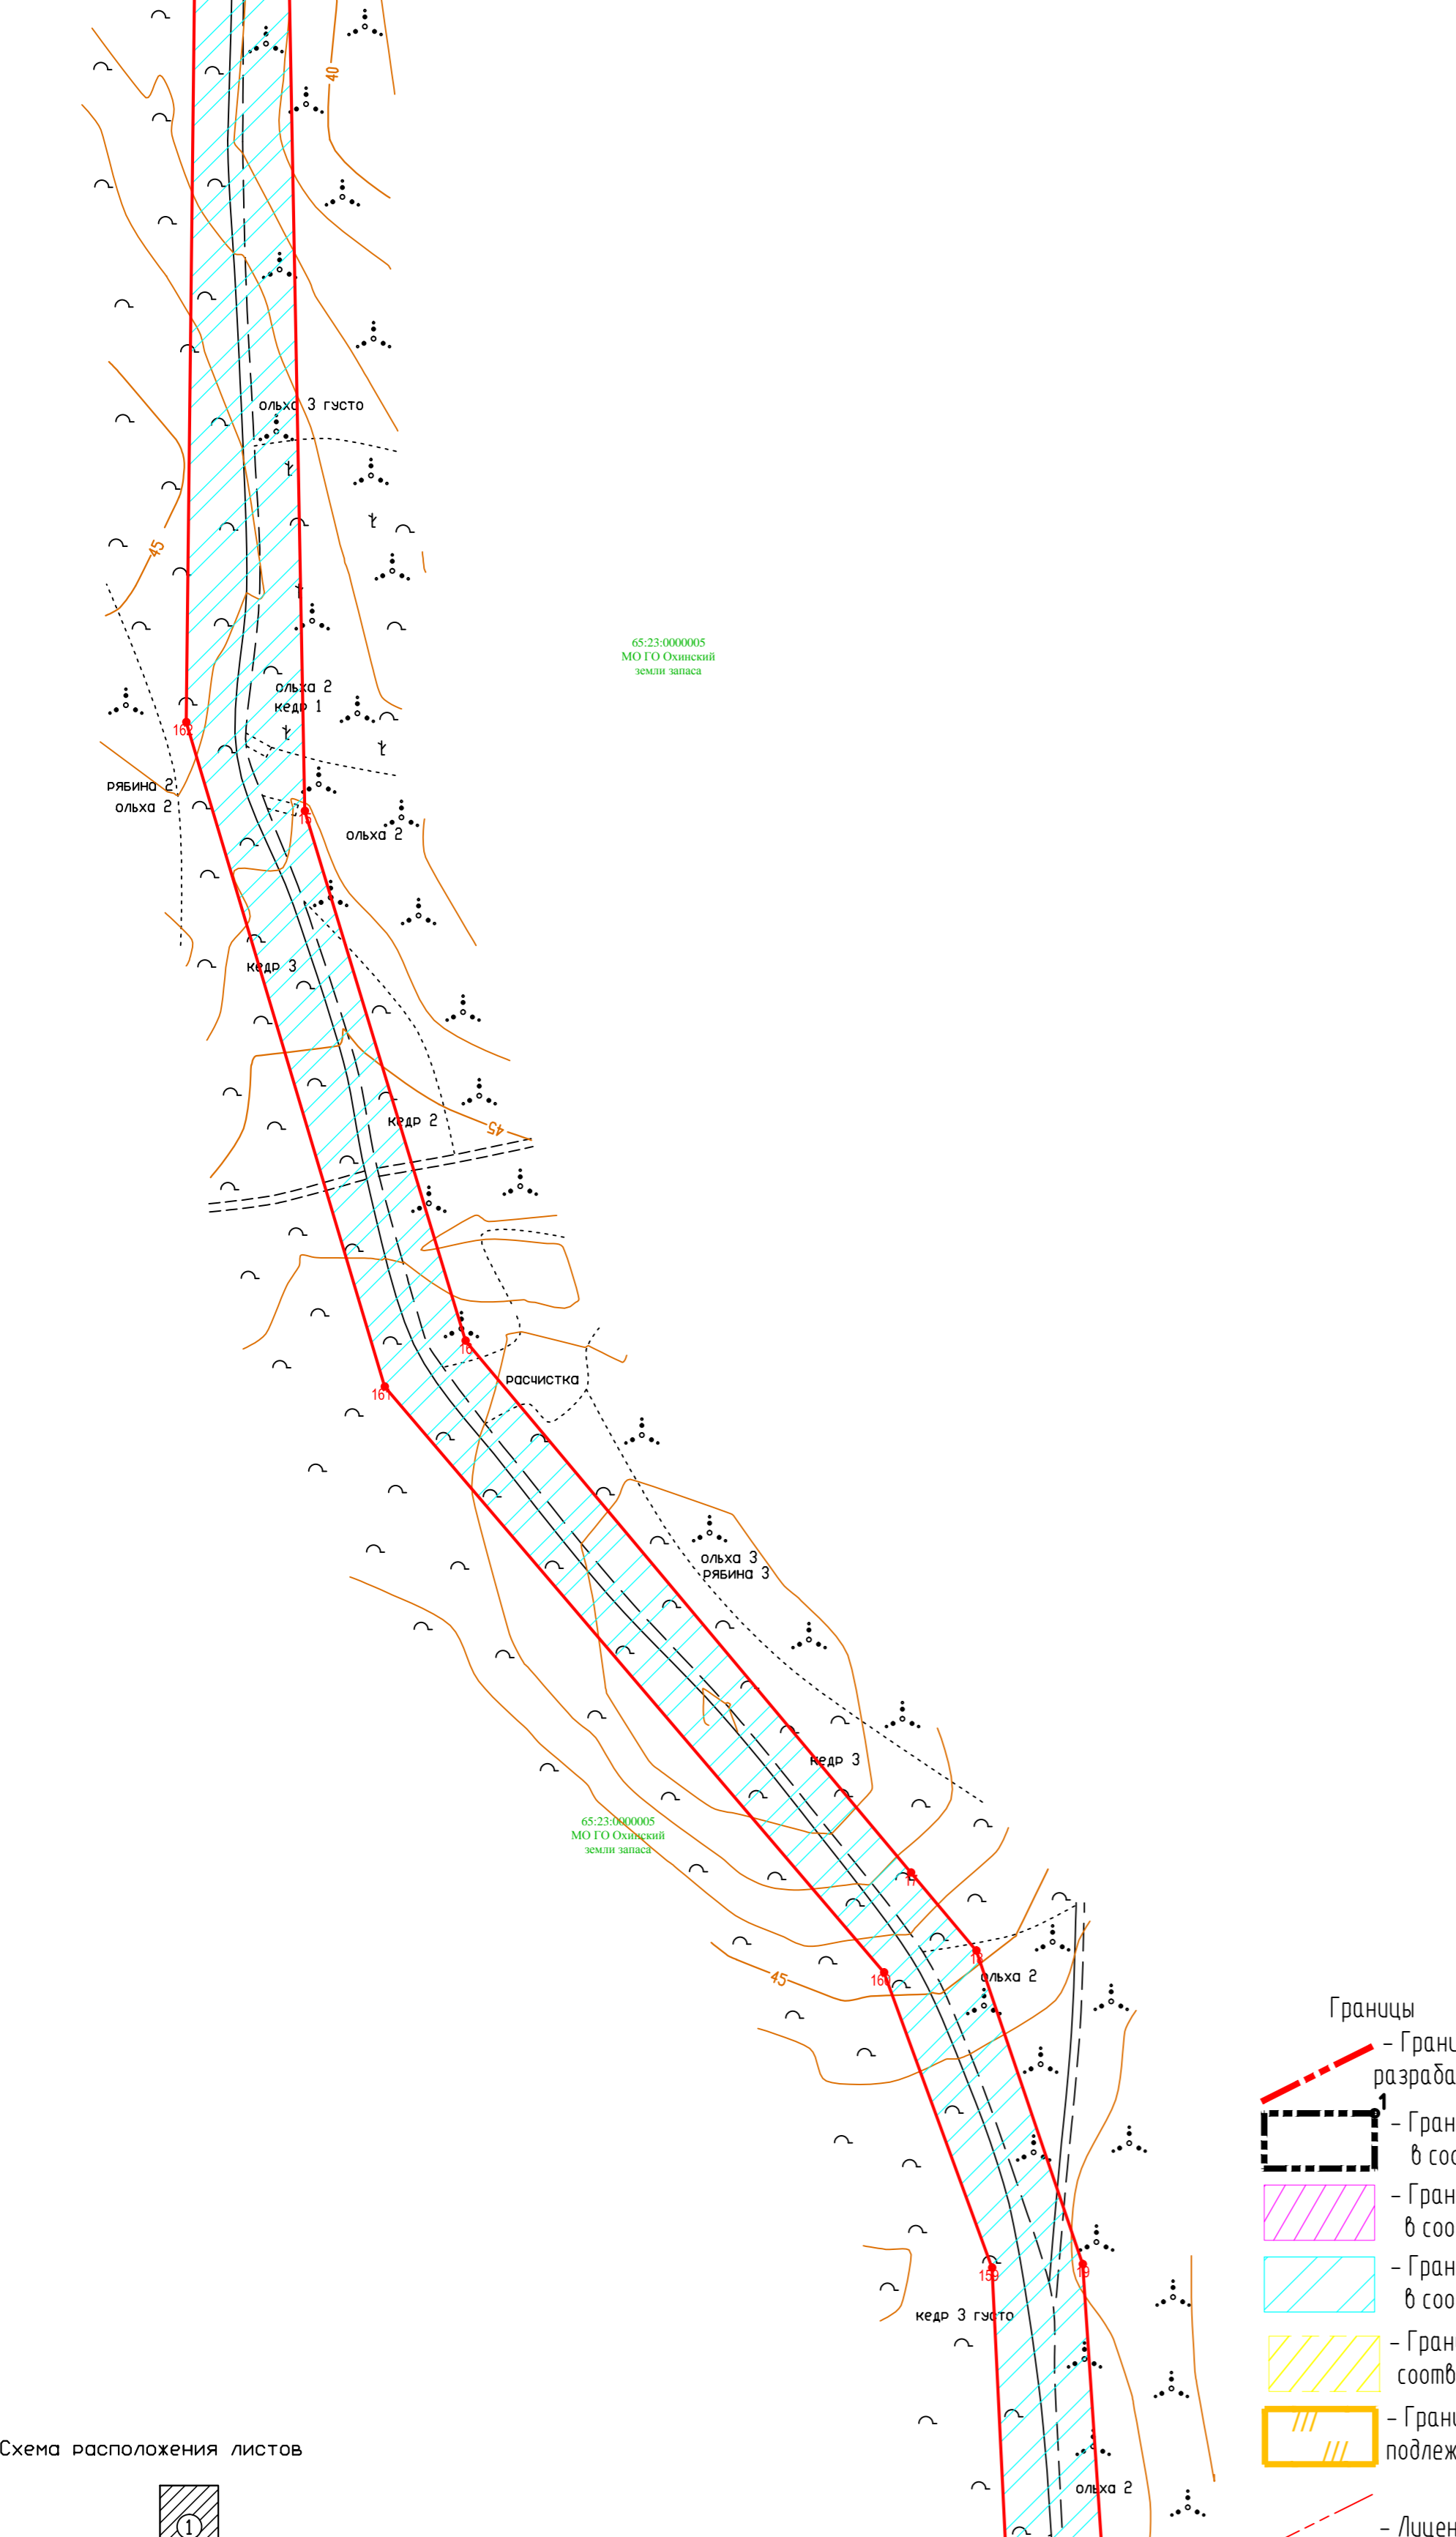 40
ольха 3 густо
45
65:23:0000005
МО ГО Охинский
земли запаса
ольха 2
кедр 1
162
рябина 2
ольха 2
15
ольха 2
кедр 3
кедр 2
45
16
161
расчистка
ольха 3
рябина 3
кедр 3
65:23:0000005
МО ГО Охинский
земли запаса
17
18
160
45
ольха 2
Границы
- Грани
разраба
1
- Гран
в соо
- Гран
в соо
159
19
- Гран
в соо
кедр 3 густо
- Гран
соотв
- Грани
подлеж
Схема расположения листов
ольха 2
1
- Лицен